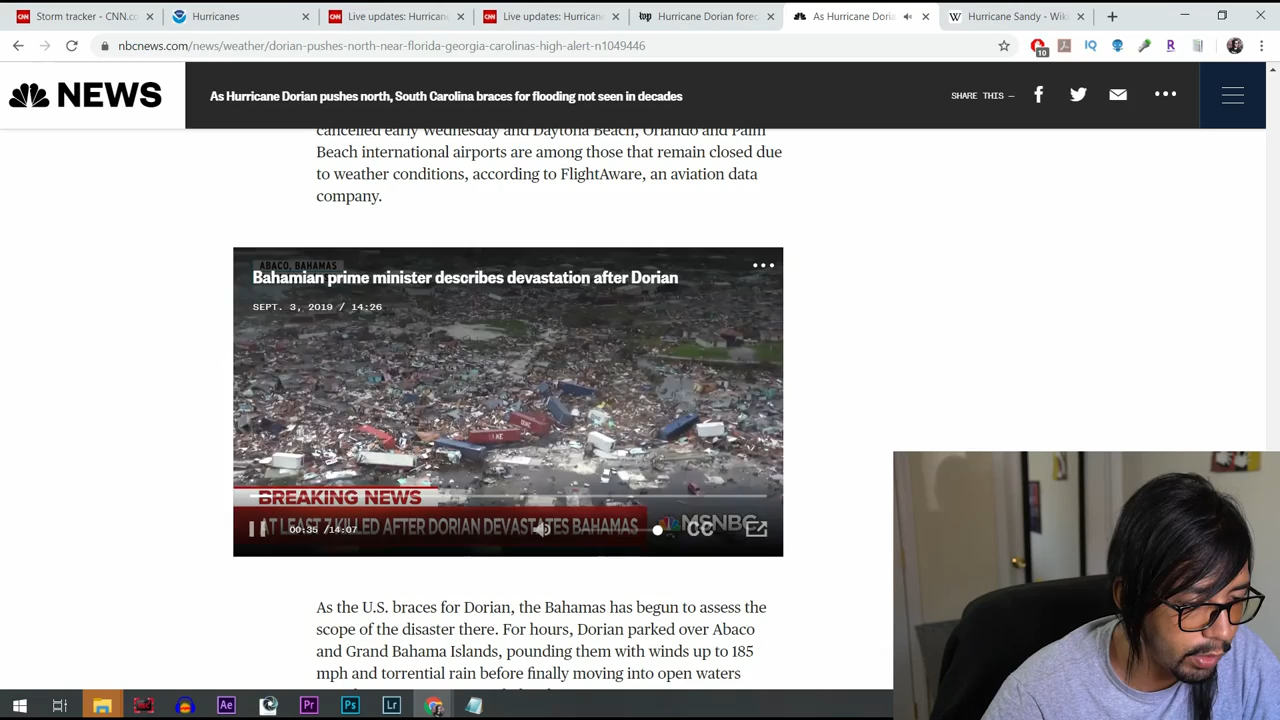 Storm tracker - CNN.co
Hurricanes
Live updates: Hurrican
Live updates: Hurrican
Hurricane Dorian forec
As Hurricane Doria
Hurricane Sandy - Wiki
nbcnews.com/news/weather/dorian-pushes-north-near-florida-georgia-carolinas-high-alert-n1049446
10
NEWS
As Hurricane Dorian pushes north, South Carolina braces for flooding not seen in decades
SHARE THIS —
cancelled early Wednesday and Daytona Beach, Orlando and Palm
Beach international airports are among those that remain closed due
to weather conditions, according to FlightAware, an aviation data
company.
ABACO, BAHAMAS
Bahamian prime minister describes devastation after Dorian
SEPT. 3, 2019 / 14:26
BREAKING NEWS
AT LEAST 7 KILLED AFTER DORIAN DEVASTATES BAHAMAS
MSNBC
00:35 / 14:07
CC
As the U.S. braces for Dorian, the Bahamas has begun to assess the
scope of the disaster there. For hours, Dorian parked over Abaco
and Grand Bahama Islands, pounding them with winds up to 185
mph and torrential rain before finally moving into open waters
Ae
Pr
Ps
Lr